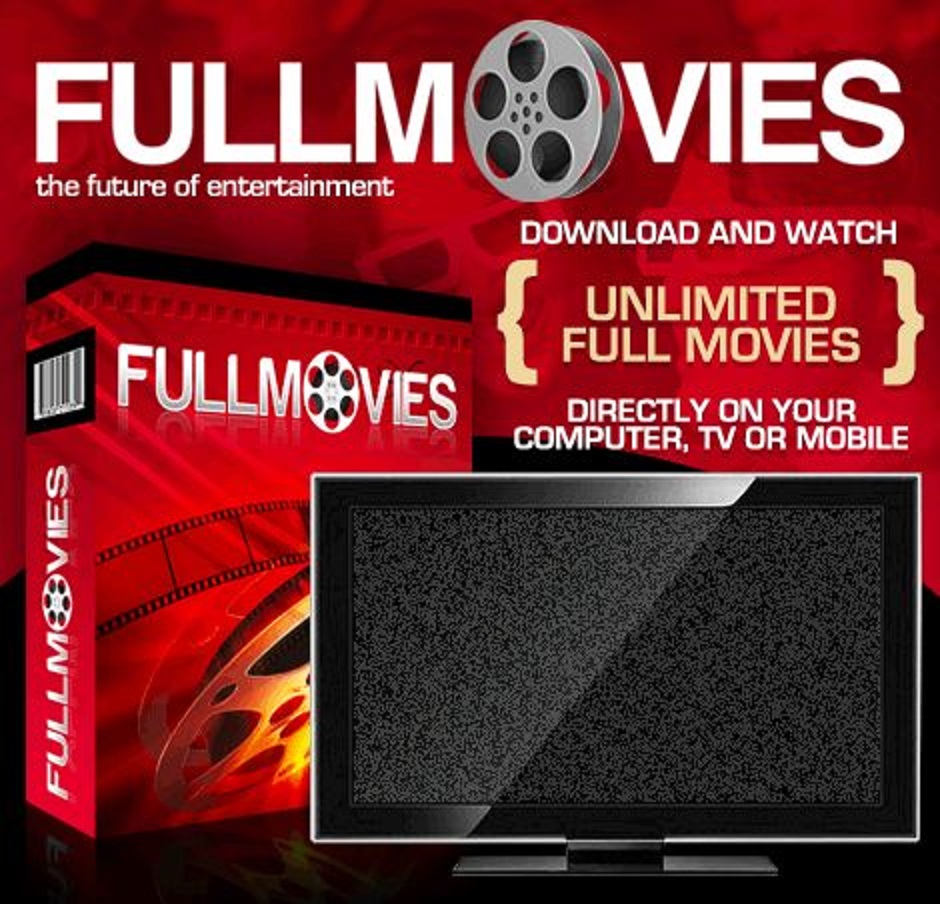 FULLMOVIES
the future of entertainment
DOWNLOAD AND WATCH
{ UNLIMITED
FULL MOVIES }
DIRECTLY ON YOUR
COMPUTER, TV OR MOBILE
FULLMOVIES
FULLMOVIES